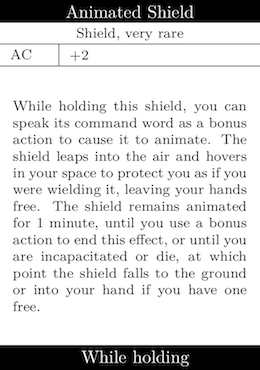 Animated Shield
Shield, very rare
AC +2
While holding this shield, you can
speak its command word as a bonus
action to cause it to animate. The
shield leaps into the air and hovers
in your space to protect you as if you
were wielding it, leaving your hands
free. The shield remains animated
for 1 minute, until you use a bonus
action to end this effect, or until you
are incapacitated or die, at which
point the shield falls to the ground
or into your hand if you have one
free.
While holding